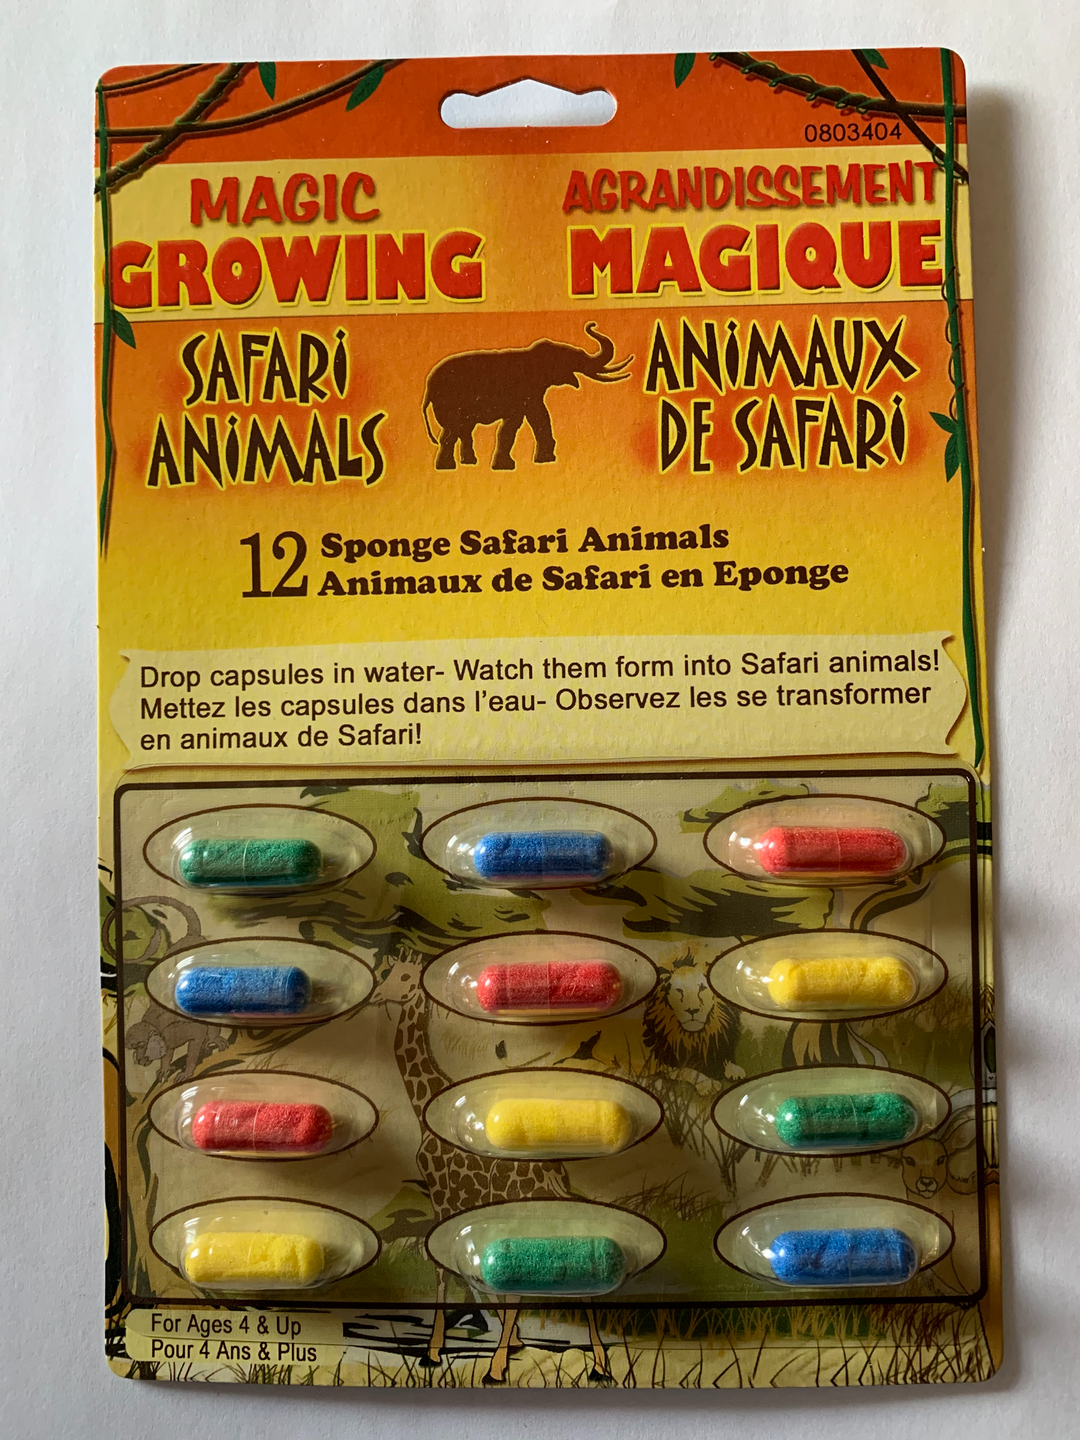 0803404
MAGIC
GROWING
AGRANDISSEMENT
MAGIQUE
SAFARI
ANIMALS
ANIMAUX
DE SAFARI
12 Sponge Safari Animals
Animaux de Safari en Eponge
Drop capsules in water- Watch them form into Safari animals!
Mettez les capsules dans l'eau- Observez les se transformer
en animaux de Safari!
For Ages 4 & Up
Pour 4 Ans & Plus